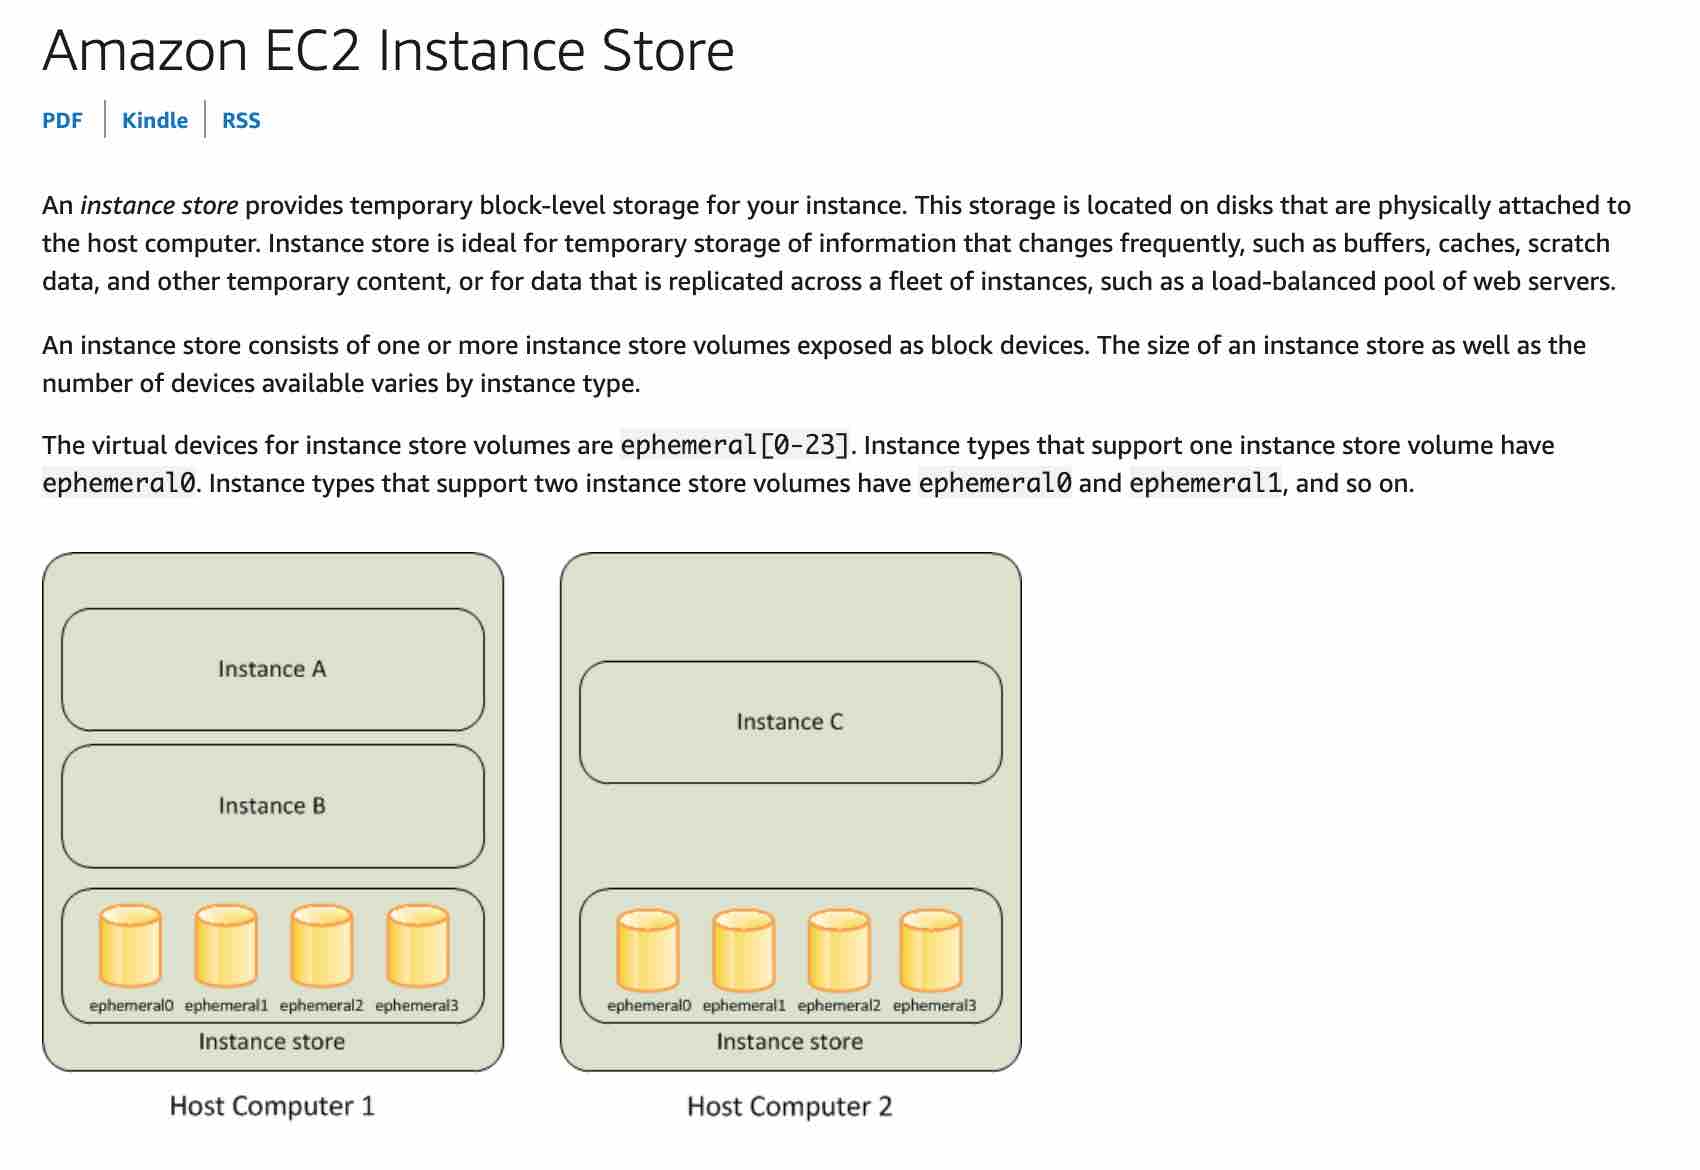 Amazon EC2 Instance Store
PDF | Kindle | RSS
An instance store provides temporary block-level storage for your instance. This storage is located on disks that are physically attached to
the host computer. Instance store is ideal for temporary storage of information that changes frequently, such as buffers, caches, scratch
data, and other temporary content, or for data that is replicated across a fleet of instances, such as a load-balanced pool of web servers.
An instance store consists of one or more instance store volumes exposed as block devices. The size of an instance store as well as the
number of devices available varies by instance type.
The virtual devices for instance store volumes are ephemeral[0-23]. Instance types that support one instance store volume have
ephemeral0. Instance types that support two instance store volumes have ephemeral0 and ephemeral1, and so on.
Instance A
Instance B
ephemeral0 ephemeral1 ephemeral2 ephemeral3
Instance store
Host Computer 1
Instance C
ephemeral0 ephemeral1 ephemeral2 ephemeral3
Instance store
Host Computer 2